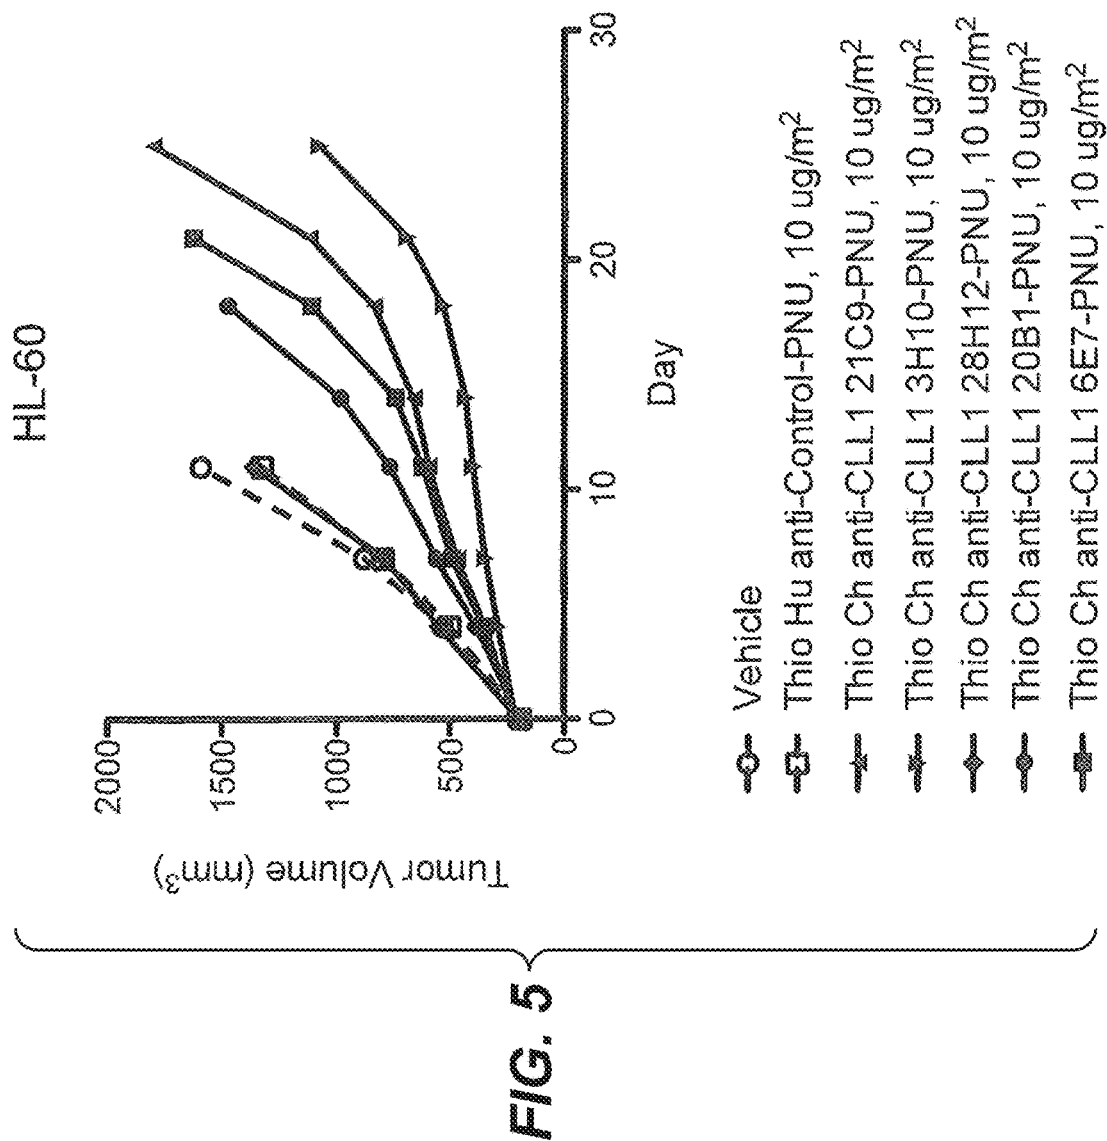 HL-60
Tumor Volume (mm3)
2000
1500
1000
500
0
0
10
20
30
Day
Vehicle
Thio Hu anti-Control-PNU, 10 ug/m2
Thio Ch anti-CLL1 21C9-PNU, 10 ug/m2
Thio Ch anti-CLL1 3H10-PNU, 10 ug/m2
Thio Ch anti-CLL1 28H12-PNU, 10 ug/m2
Thio Ch anti-CLL1 20B1-PNU, 10 ug/m2
Thio Ch anti-CLL1 6E7-PNU, 10 ug/m2
FIG. 5